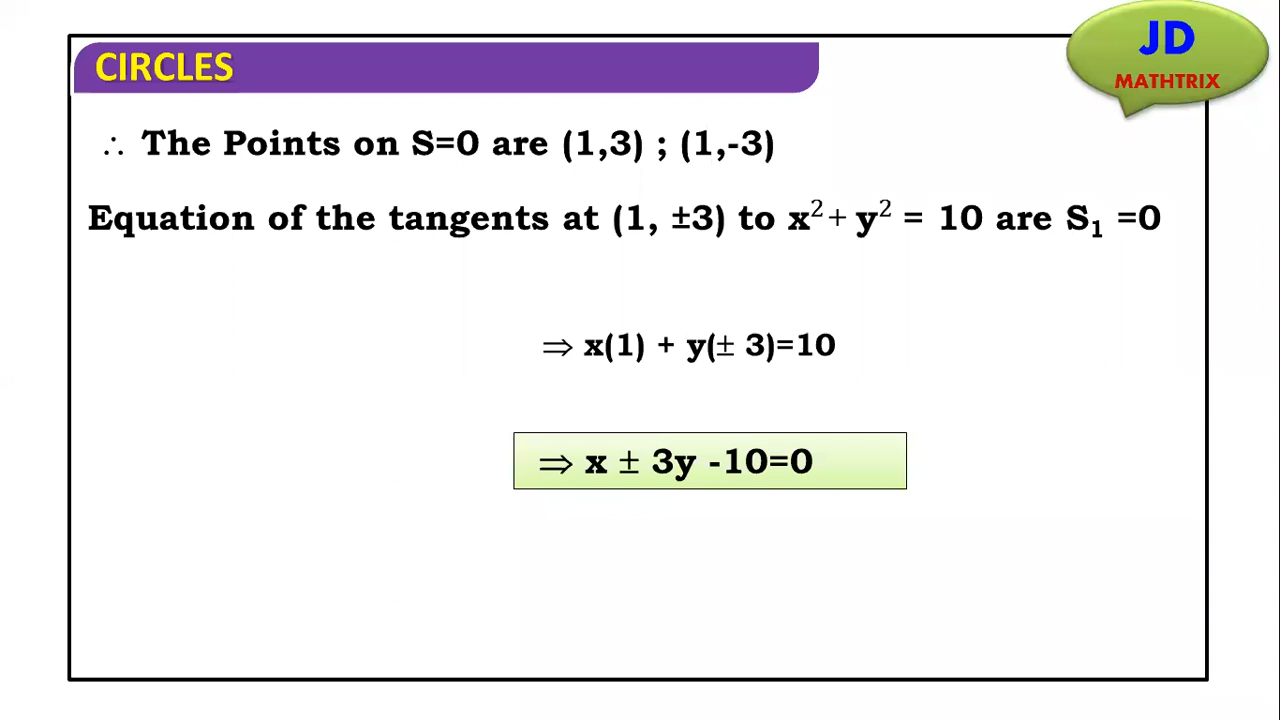 CIRCLES
JD
MATHTRIX
∴ The Points on S=0 are (1,3) ; (1,-3)
Equation of the tangents at (1, ±3) to x² + y² = 10 are S₁ =0
⇒ x(1) + y(± 3)=10
⇒ x ± 3y -10=0